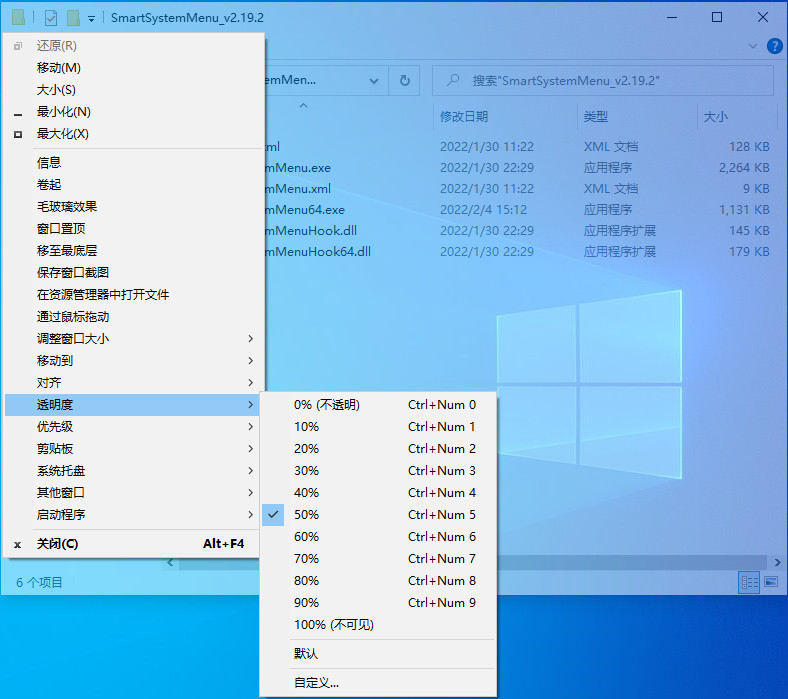 SmartSystemMenu_v2.19.2
还原(R)
移动(M)
大小(S)
最小化(N)
最大化(X)
信息
卷起
毛玻璃效果
窗口置顶
移至最底层
保存窗口截图
在资源管理器中打开文件
通过鼠标拖动
调整窗口大小
移动到
对齐
透明度
优先级
剪贴板
系统托盘
其他窗口
启动程序
关闭(C) Alt+F4
emMen...
搜索"SmartSystemMenu_v2.19.2"
修改日期 类型 大小
ml 2022/1/30 11:22 XML 文档 128 KB
mMenu.exe 2022/1/30 22:29 应用程序 2,264 KB
mMenu.xml 2022/1/30 11:22 XML 文档 9 KB
mMenu64.exe 2022/2/4 15:12 应用程序 1,131 KB
mMenuHook.dll 2022/1/30 22:29 应用程序扩展 145 KB
mMenuHook64.dll 2022/1/30 22:29 应用程序扩展 179 KB
0% (不透明) Ctrl+Num 0
10% Ctrl+Num 1
20% Ctrl+Num 2
30% Ctrl+Num 3
40% Ctrl+Num 4
50% Ctrl+Num 5
60% Ctrl+Num 6
70% Ctrl+Num 7
80% Ctrl+Num 8
90% Ctrl+Num 9
100% (不可见)
默认
自定义...
6 个项目